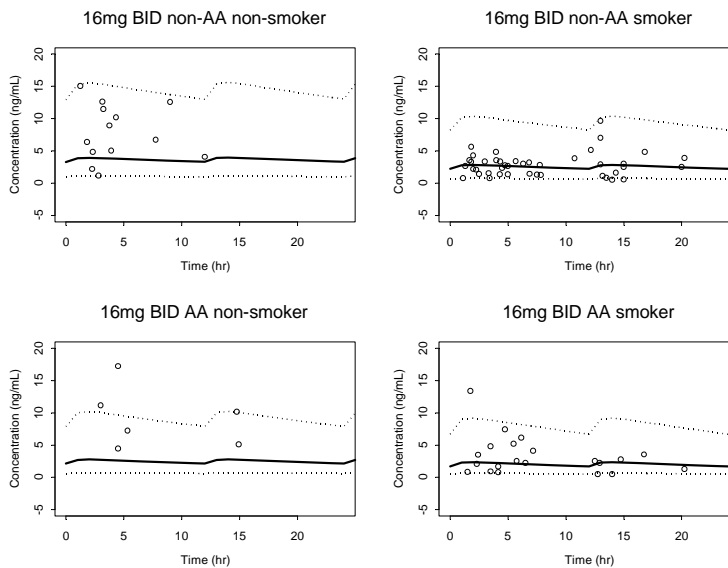 16mg BID non-AA non-smoker
Concentration (ng/mL)
20
15
10
5
0
-5
0 5 10 15 20
Time (hr)
16mg BID non-AA smoker
Concentration (ng/mL)
20
15
10
5
0
-5
0 5 10 15 20
Time (hr)
16mg BID AA non-smoker
Concentration (ng/mL)
20
15
10
5
0
-5
0 5 10 15 20
Time (hr)
16mg BID AA smoker
Concentration (ng/mL)
20
15
10
5
0
-5
0 5 10 15 20
Time (hr)